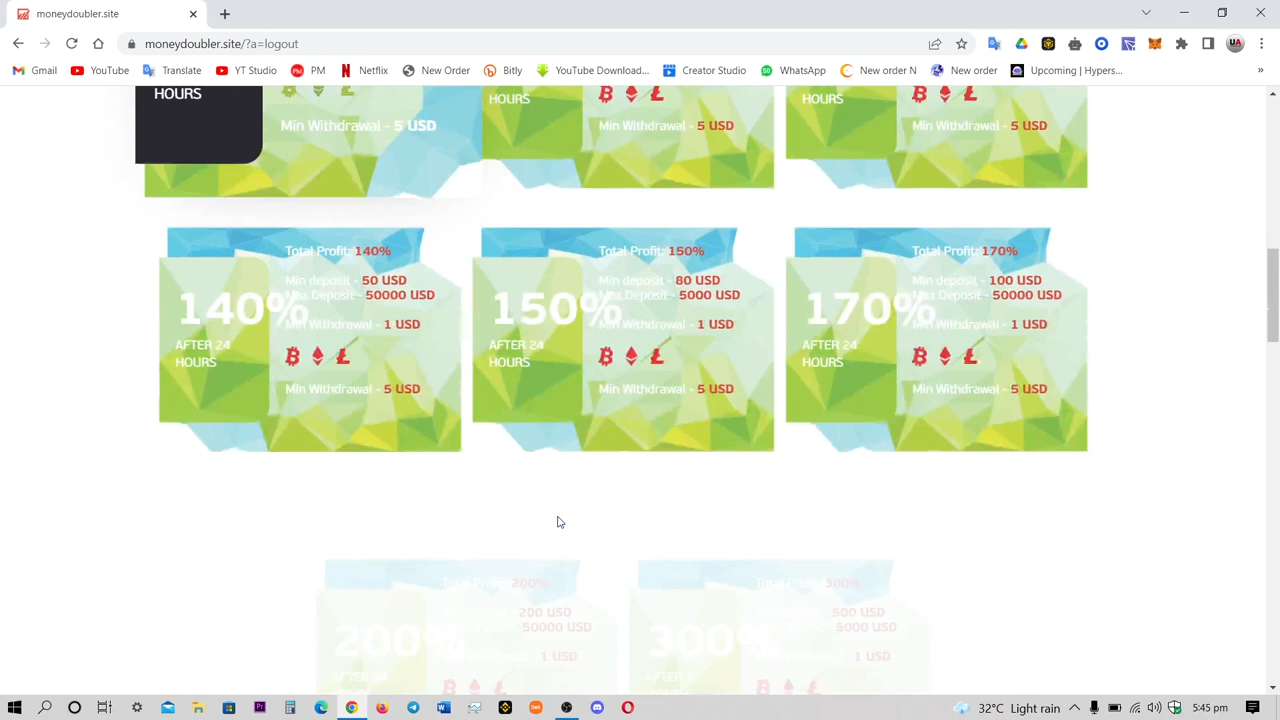 moneydoubler.site
moneydoubler.site/?a=logout
UA
Gmail
YouTube
Translate
YT Studio
PM PM
Netflix
New Order
Bitly
YouTube Download...
Creator Studio
WhatsApp
New order N
New order
Upcoming | Hypers...
»
HOURS
Min Withdrawal - 5 USD
HOURS
Min Withdrawal - 5 USD
HOURS
Min Withdrawal - 5 USD
Total Profit: 140%
Min deposit - 50 USD
Max Deposit - 50000 USD
140%
Min Withdrawal - 1 USD
AFTER 24
HOURS
Min Withdrawal - 5 USD
Total Profit: 150%
Min deposit - 80 USD
Max Deposit - 5000 USD
150%
Min Withdrawal - 1 USD
AFTER 24
HOURS
Min Withdrawal - 5 USD
Total Profit: 170%
Min deposit - 100 USD
Max Deposit - 50000 USD
170%
Min Withdrawal - 1 USD
AFTER 24
HOURS
Min Withdrawal - 5 USD
Total Profit: 200%
200 USD
50000 USD
200%
1 USD
AFTER 24
Total Profit: 300%
500 USD
5000 USD
300%
1 USD
32°C Light rain
5:45 pm